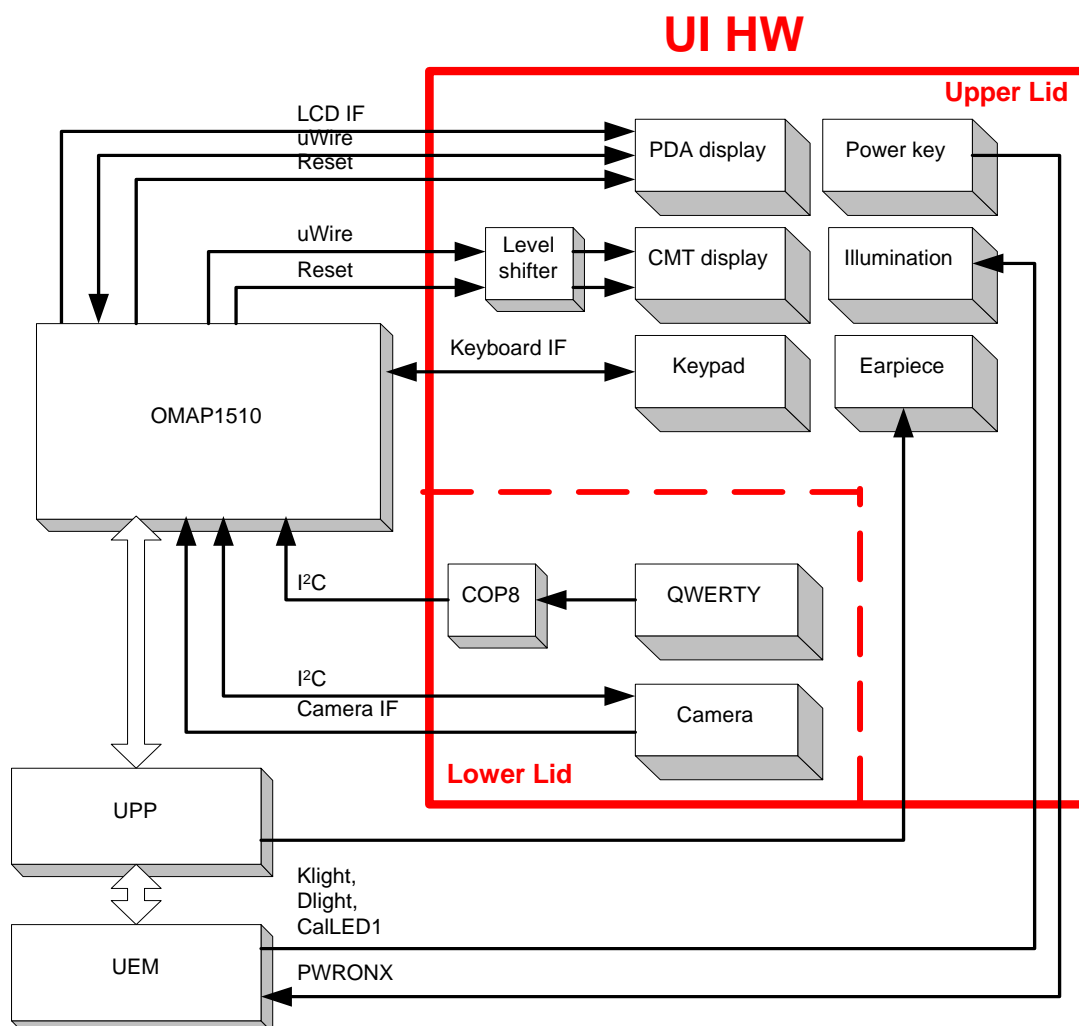 UI HW
Upper Lid
LCD IF
uWire
Reset
PDA display
Power key
uWire
Reset
Level
shifter
CMT display
Illumination
Keyboard IF
Keypad
Earpiece
OMAP1510
I²C
COP8
QWERTY
I²C
Camera IF
Camera
Lower Lid
UPP
Klight,
Dlight,
CalLED1
UEM
PWRONX